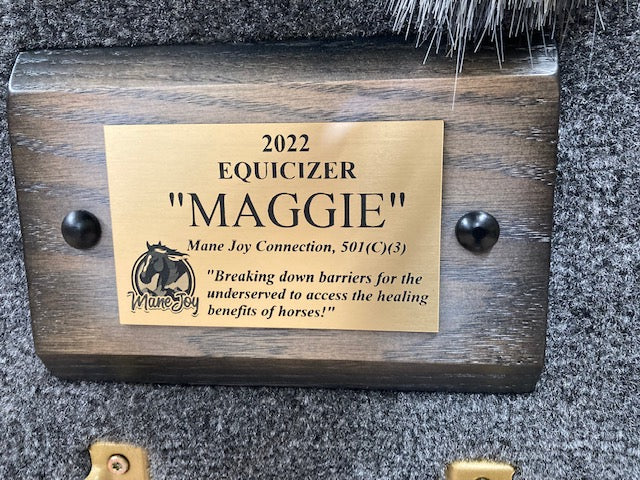 2022
EQUICIZER
"MAGGIE"
Mane Joy Connection, 501(C)(3)
"Breaking down barriers for the
underserved to access the healing
benefits of horses!"
Mane Joy